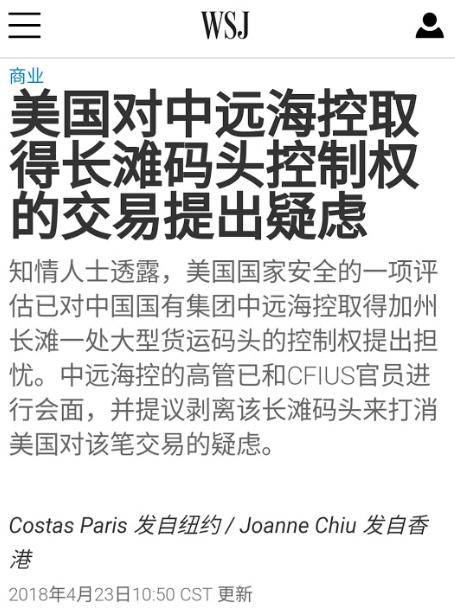 WSJ
商业
美国对中远海控取
得长滩码头控制权
的交易提出疑虑
知情人士透露，美国国家安全的一项评
估已对中国国有集团中远海控取得加州
长滩一处大型货运码头的控制权提出担
忧。中远海控的高管已和CFIUS官员进
行会面，并提议剥离该长滩码头来打消
美国对该笔交易的疑虑。
Costas Paris 发自纽约 / Joanne Chiu 发自香
港
2018年4月23日10:50 CST 更新